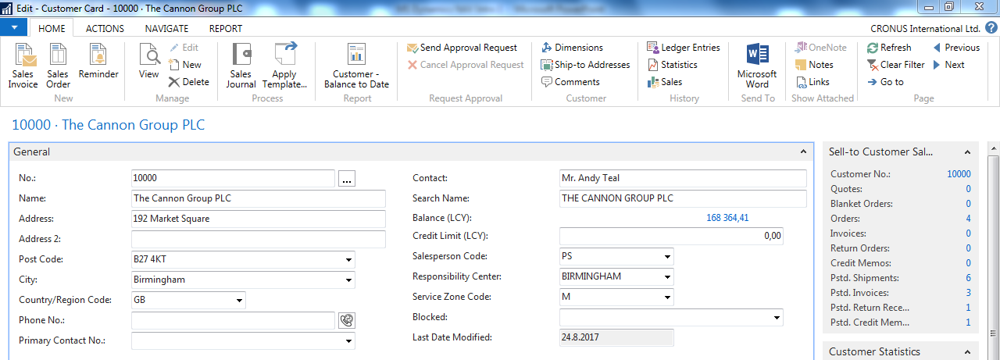 Edit - Customer Card - 10000 · The Cannon Group PLC
HOME ACTIONS NAVIGATE REPORT CRONUS International Ltd. ?
Sales Invoice
Sales Order
Reminder
New
View
Edit
New
Delete
Manage
Sales Journal
Apply Template...
Process
Customer - Balance to Date
Report
Send Approval Request
Cancel Approval Request
Request Approval
Dimensions
Ship-to Addresses
Comments
Customer
Ledger Entries
Statistics
Sales
History
Microsoft Word
Send To
OneNote
Notes
Links
Show Attached
Refresh
Clear Filter
Go to
Previous
Next
Page
10000 · The Cannon Group PLC
General
No.: 10000 ...
Name: The Cannon Group PLC
Address: 192 Market Square
Address 2:
Post Code: B27 4KT
City: Birmingham
Country/Region Code: GB
Phone No.:
Primary Contact No.:
Contact: Mr. Andy Teal
Search Name: THE CANNON GROUP PLC
Balance (LCY): 168 364,41
Credit Limit (LCY): 0,00
Salesperson Code: PS
Responsibility Center: BIRMINGHAM
Service Zone Code: M
Blocked:
Last Date Modified: 24.8.2017
Sell-to Customer Sal...
Customer No.: 10000
Quotes: 0
Blanket Orders: 0
Orders: 4
Invoices: 0
Return Orders: 0
Credit Memos: 0
Pstd. Shipments: 6
Pstd. Invoices: 3
Pstd. Return Rece... 1
Pstd. Credit Mem... 1
Customer Statistics